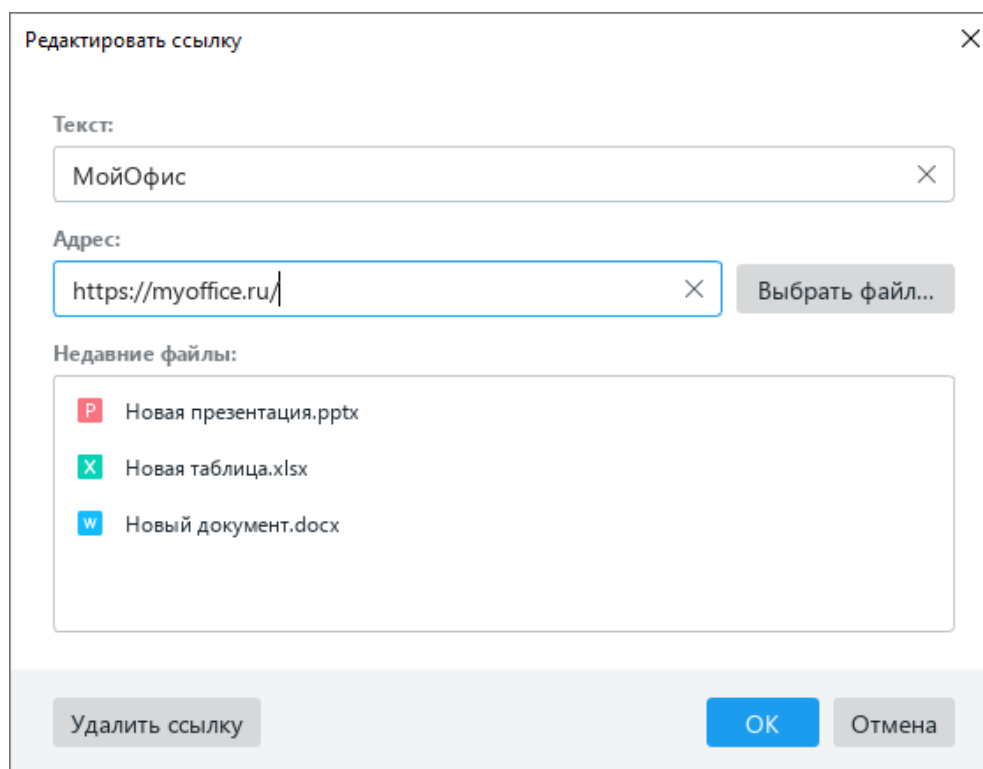 Редактировать ссылку
Текст:
МойОфис
Адрес:
https://myoffice.ru/
Выбрать файл...
Недавние файлы:
P Новая презентация.pptx
X Новая таблица.xlsx
W Новый документ.docx
Удалить ссылку
ОК
Отмена